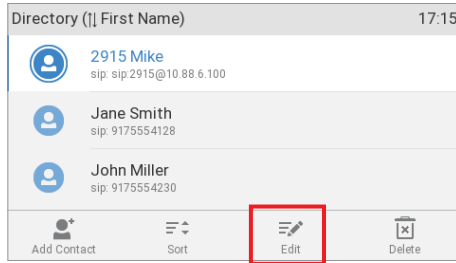 Directory (⇅ First Name) 17:15
2915 Mike
sip: sip:2915@10.88.6.100
Jane Smith
sip: 9175554128
John Miller
sip: 9175554230
Add Contact Sort Edit Delete